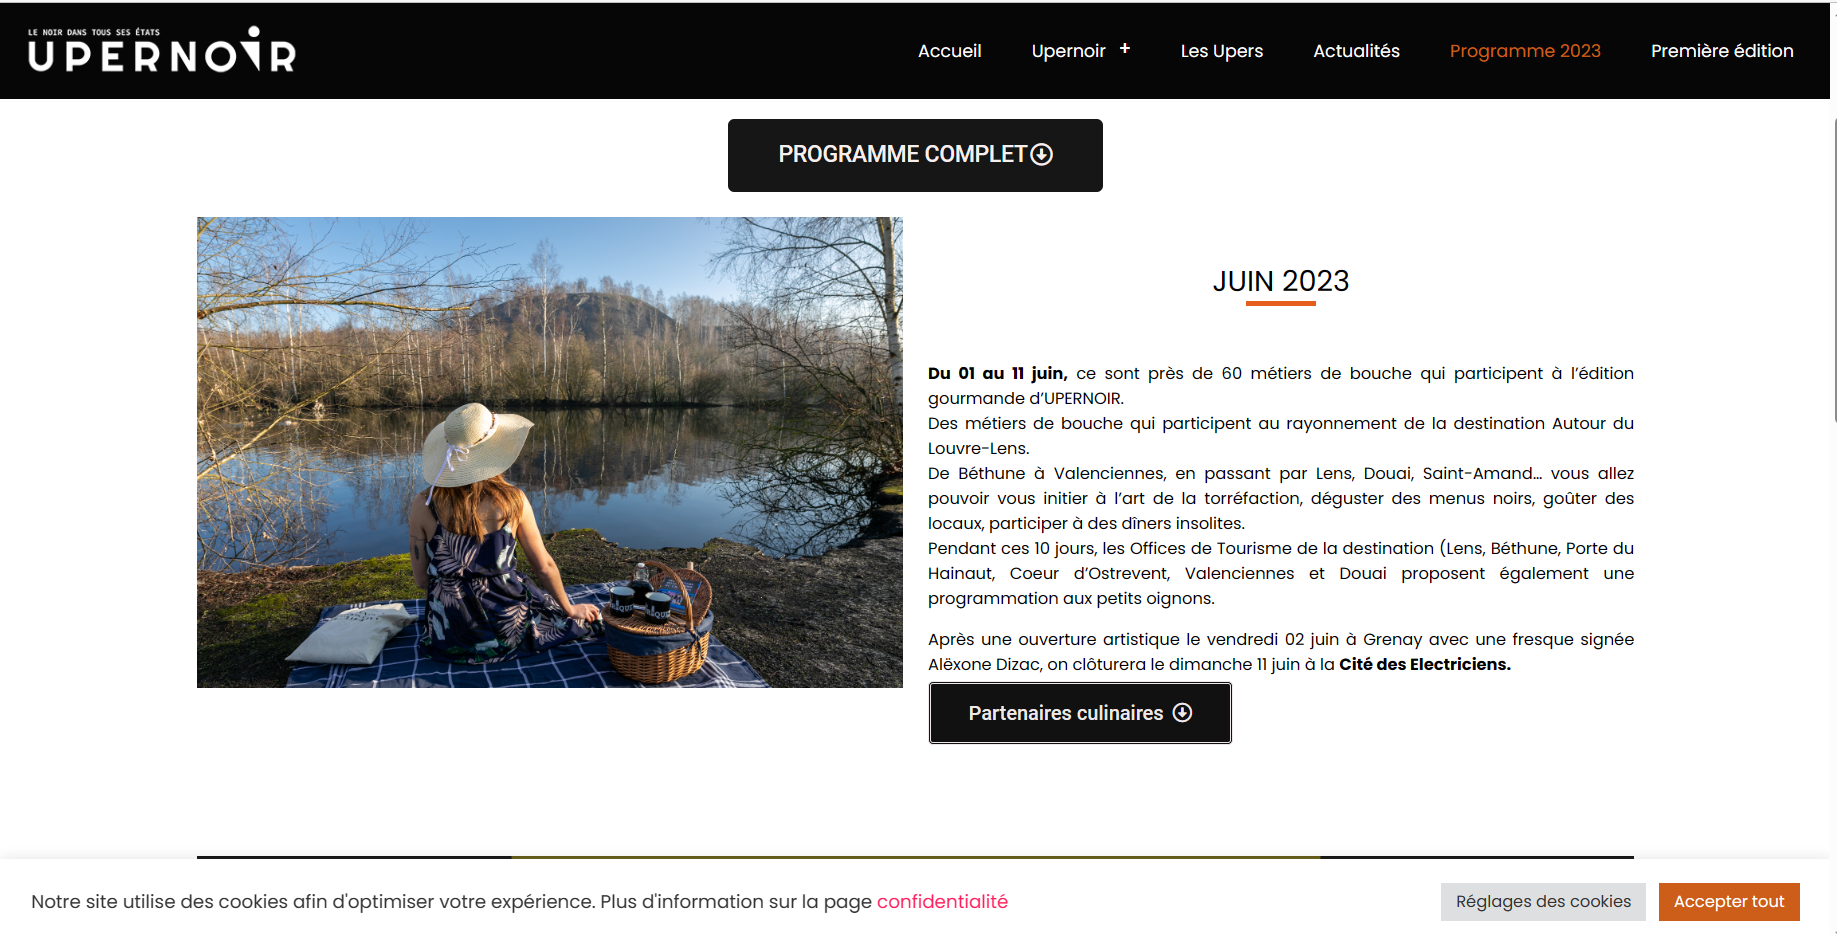 LE NOIR DANS TOUS SES ÉTATS
UPERNOIR
Accueil
Upernoir +
Les Upers
Actualités
Programme 2023
Première édition
PROGRAMME COMPLET
JUIN 2023
Du 01 au 11 juin, ce sont près de 60 métiers de bouche qui participent à l’édition
gourmande d’UPERNOIR.
Des métiers de bouche qui participent au rayonnement de la destination Autour du
Louvre-Lens.
De Béthune à Valenciennes, en passant par Lens, Douai, Saint-Amand… vous allez
pouvoir vous initier à l’art de la torréfaction, déguster des menus noirs, goûter des
locaux, participer à des dîners insolites.
Pendant ces 10 jours, les Offices de Tourisme de la destination (Lens, Béthune, Porte du
Hainaut, Coeur d’Ostrevent, Valenciennes et Douai proposent également une
programmation aux petits oignons.
Après une ouverture artistique le vendredi 02 juin à Grenay avec une fresque signée
Alëxone Dizac, on clôturera le dimanche 11 juin à la Cité des Electriciens.
Partenaires culinaires
Notre site utilise des cookies afin d'optimiser votre expérience. Plus d'information sur la page confidentialité
Réglages des cookies
Accepter tout